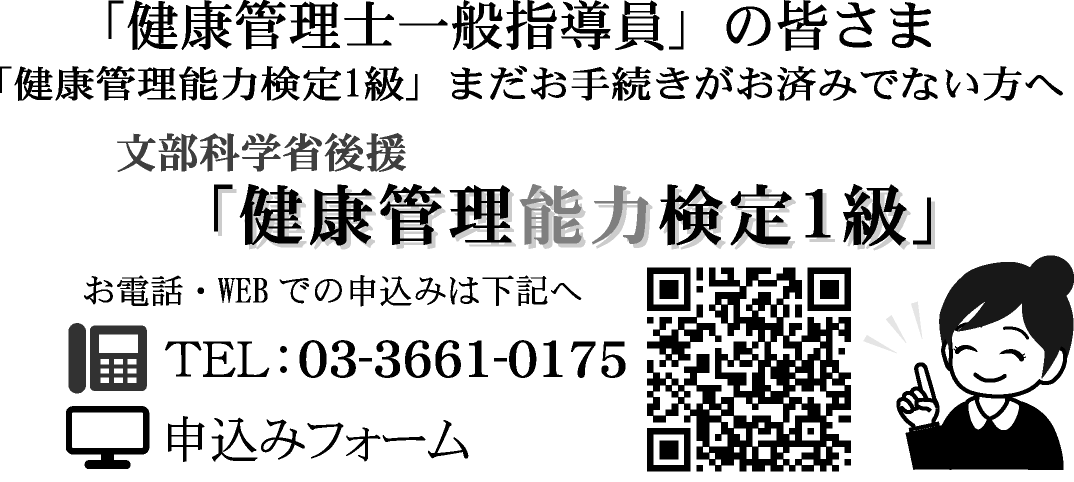 「健康管理士一般指導員」の皆さま
「健康管理能力検定1級」まだお手続きがお済みでない方へ
文部科学省後援
「健康管理能力検定1級」
お電話・WEBでの申込みは下記へ
TEL:03-3661-0175
申込みフォーム